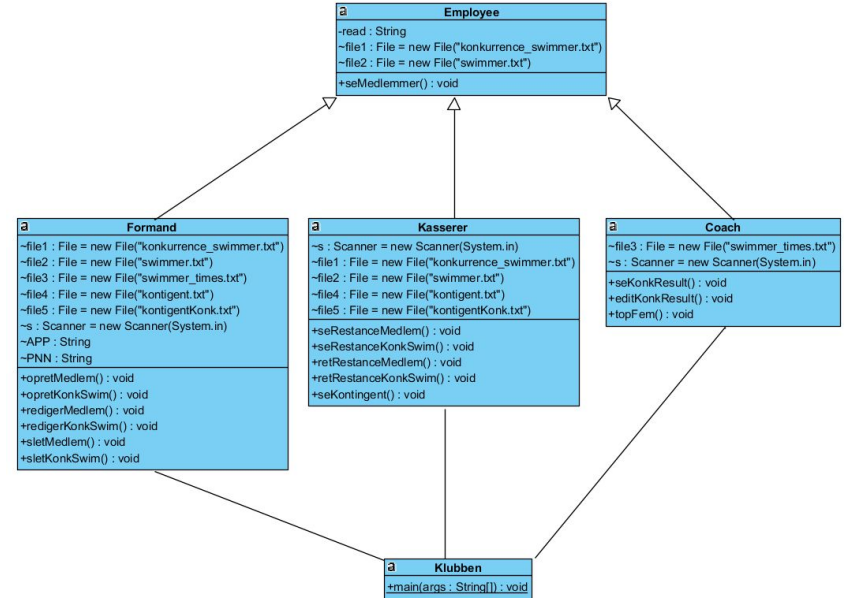 a Employee
-read : String
~file1 : File = new File("konkurrence_swimmer.txt")
~file2 : File = new File("swimmer.txt")
+seMedlemmer() : void
a Formand
~file1 : File = new File("konkurrence_swimmer.txt")
~file2 : File = new File("swimmer.txt")
~file3 : File = new File("swimmer_times.txt")
~file4 : File = new File("kontigent.txt")
~file5 : File = new File("kontigentKonk.txt")
~s : Scanner = new Scanner(System.in)
~APP : String
~PNN : String
+opretMedlem() : void
+opretKonkSwim() : void
+redigerMedlem() : void
+redigerKonkSwim() : void
+sletMedlem() : void
+sletKonkSwim() : void
a Kasserer
~s : Scanner = new Scanner(System.in)
~file1 : File = new File("konkurrence_swimmer.txt")
~file2 : File = new File("swimmer.txt")
~file4 : File = new File("kontigent.txt")
~file5 : File = new File("kontigentKonk.txt")
+seRestanceMedlem() : void
+seRestanceKonkSwim() : void
+retRestanceMedlem() : void
+retRestanceKonkSwim() : void
+seKontingent() : void
a Coach
~file3 : File = new File("swimmer_times.txt")
~s : Scanner = new Scanner(System.in)
+seKonkResult() : void
+editKonkResult() : void
+topFem() : void
a Klubben
+main(args : String[]) : void